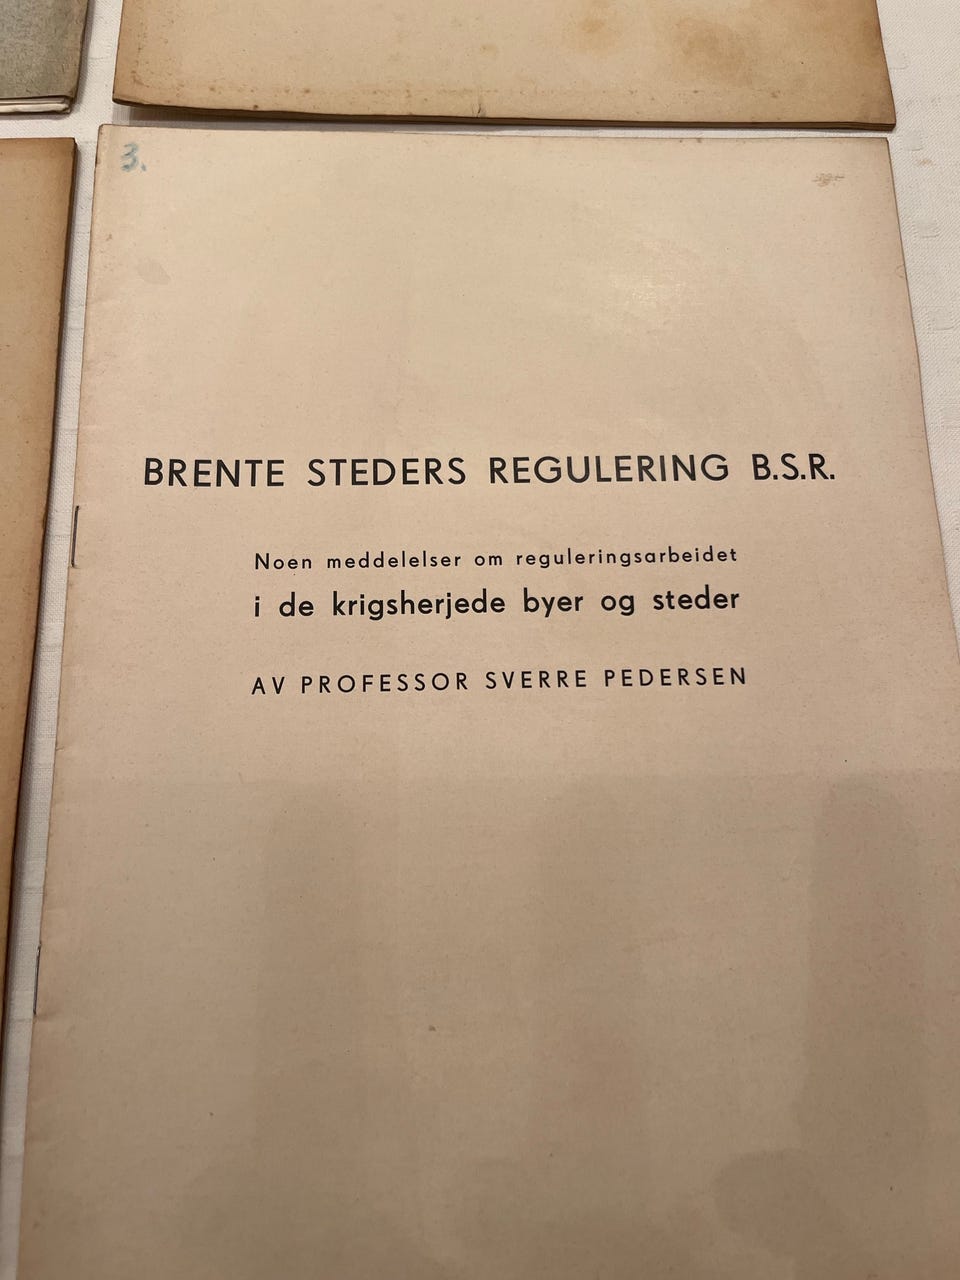 3.
BRENTE STEDERS REGULERING B.S.R.
Noen meddelelser om reguleringsarbeidet
i de krigsherjede byer og steder
AV PROFESSOR SVERRE PEDERSEN